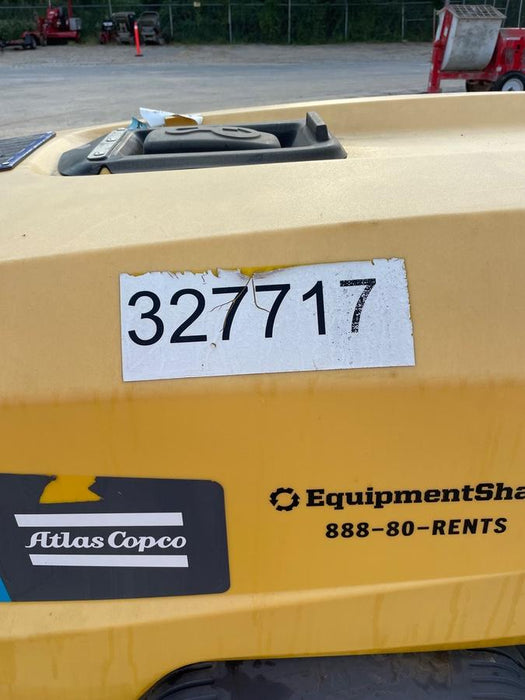 327717
EquipmentSha
888-80-RENTS
Atlas Copco